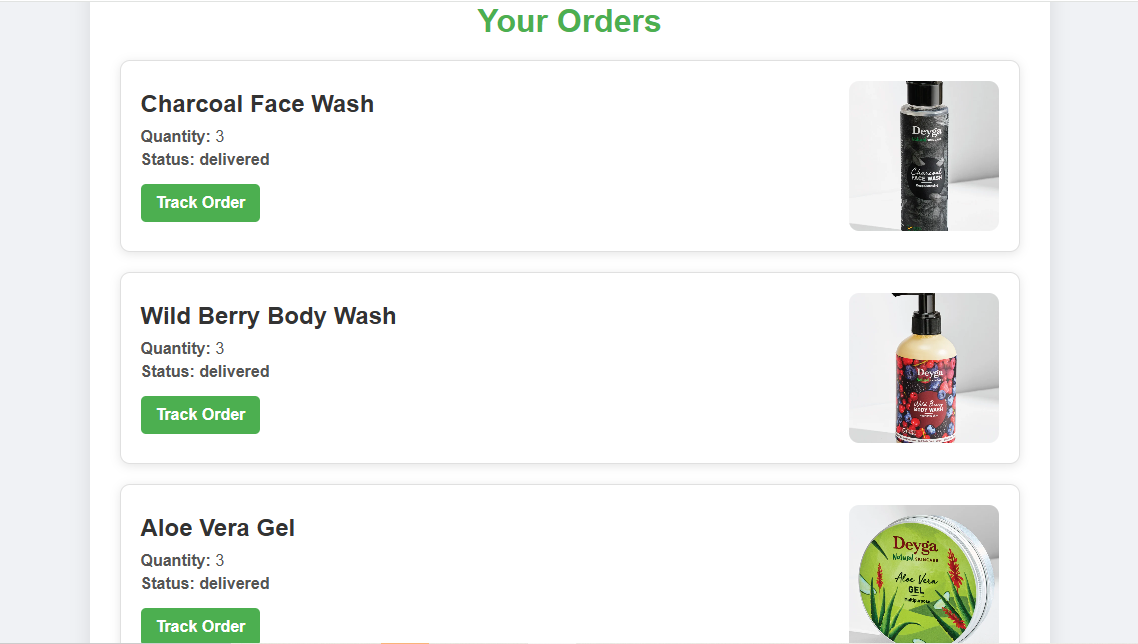 Your Orders
Charcoal Face Wash
Quantity: 3
Status: delivered
Track Order
Deyga
Charcoal
FACE WASH
Wild Berry Body Wash
Quantity: 3
Status: delivered
Track Order
Deyga
Wild Berry
BODY WASH
Aloe Vera Gel
Quantity: 3
Status: delivered
Track Order
Deyga
Natural SKINCARE
Aloe Vera
GEL
multipurpose